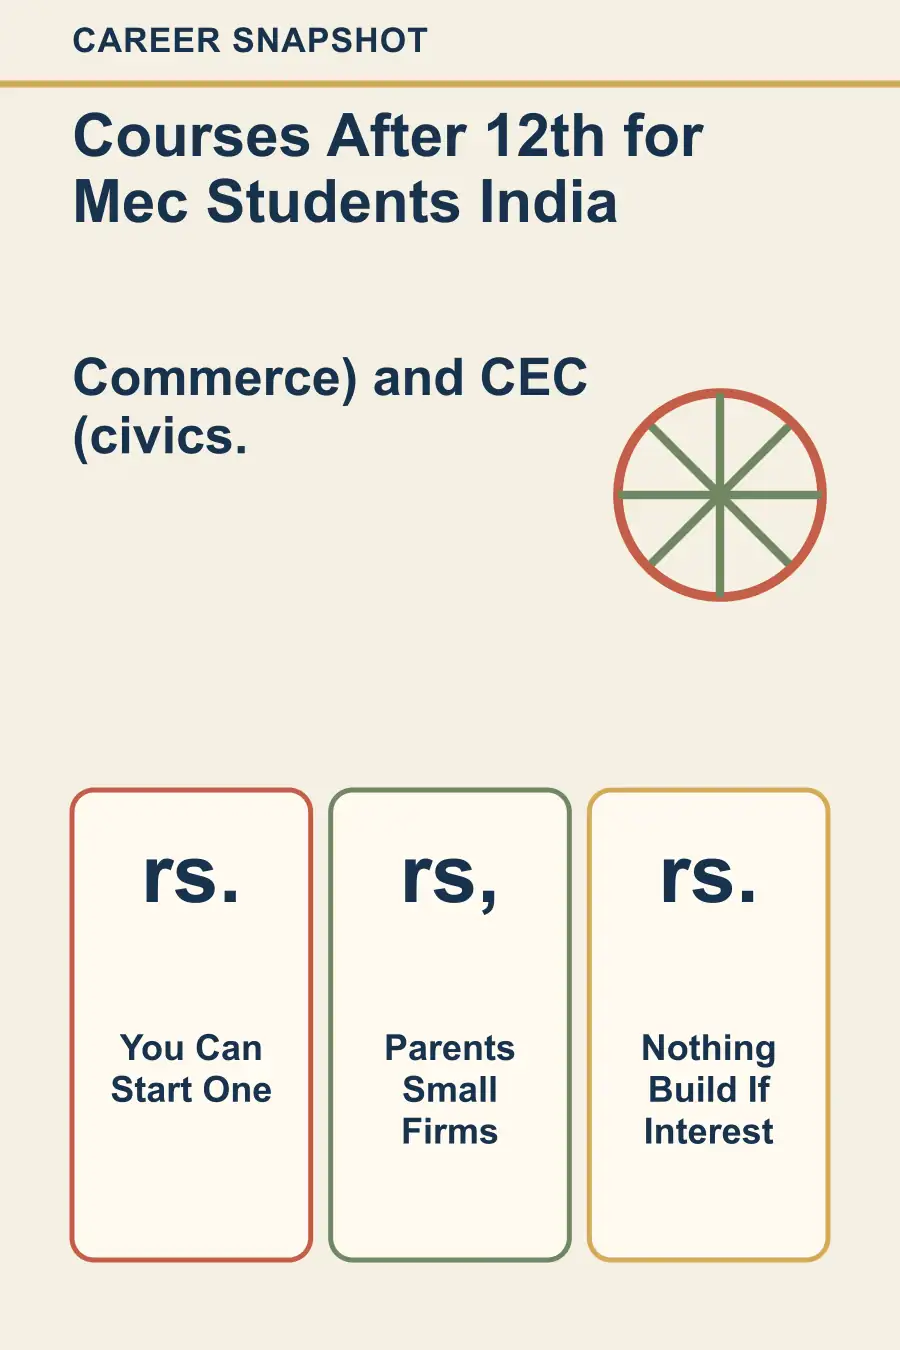 CAREER SNAPSHOT
Courses After 12th for
Mec Students India
Commerce) and CEC
(civics.
rs.
You Can
Start One
rs,
Parents
Small
Firms
rs.
Nothing
Build If
Interest